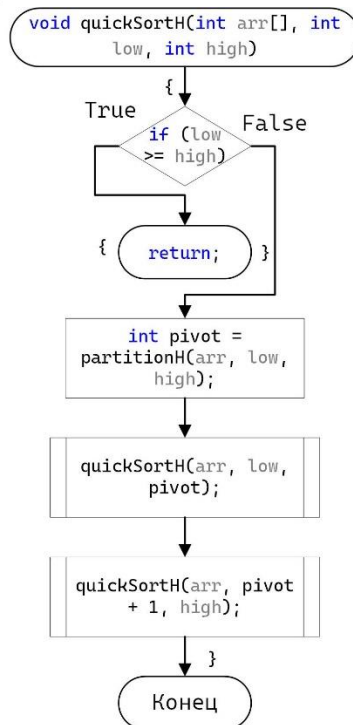 void quickSortH(int arr[], int
low, int high)
{
True
False
if (low
>= high)
{
return;
}
int pivot =
partitionH(arr, low,
high);
quickSortH(arr, low,
pivot);
quickSortH(arr, pivot
+ 1, high);
}
Конец